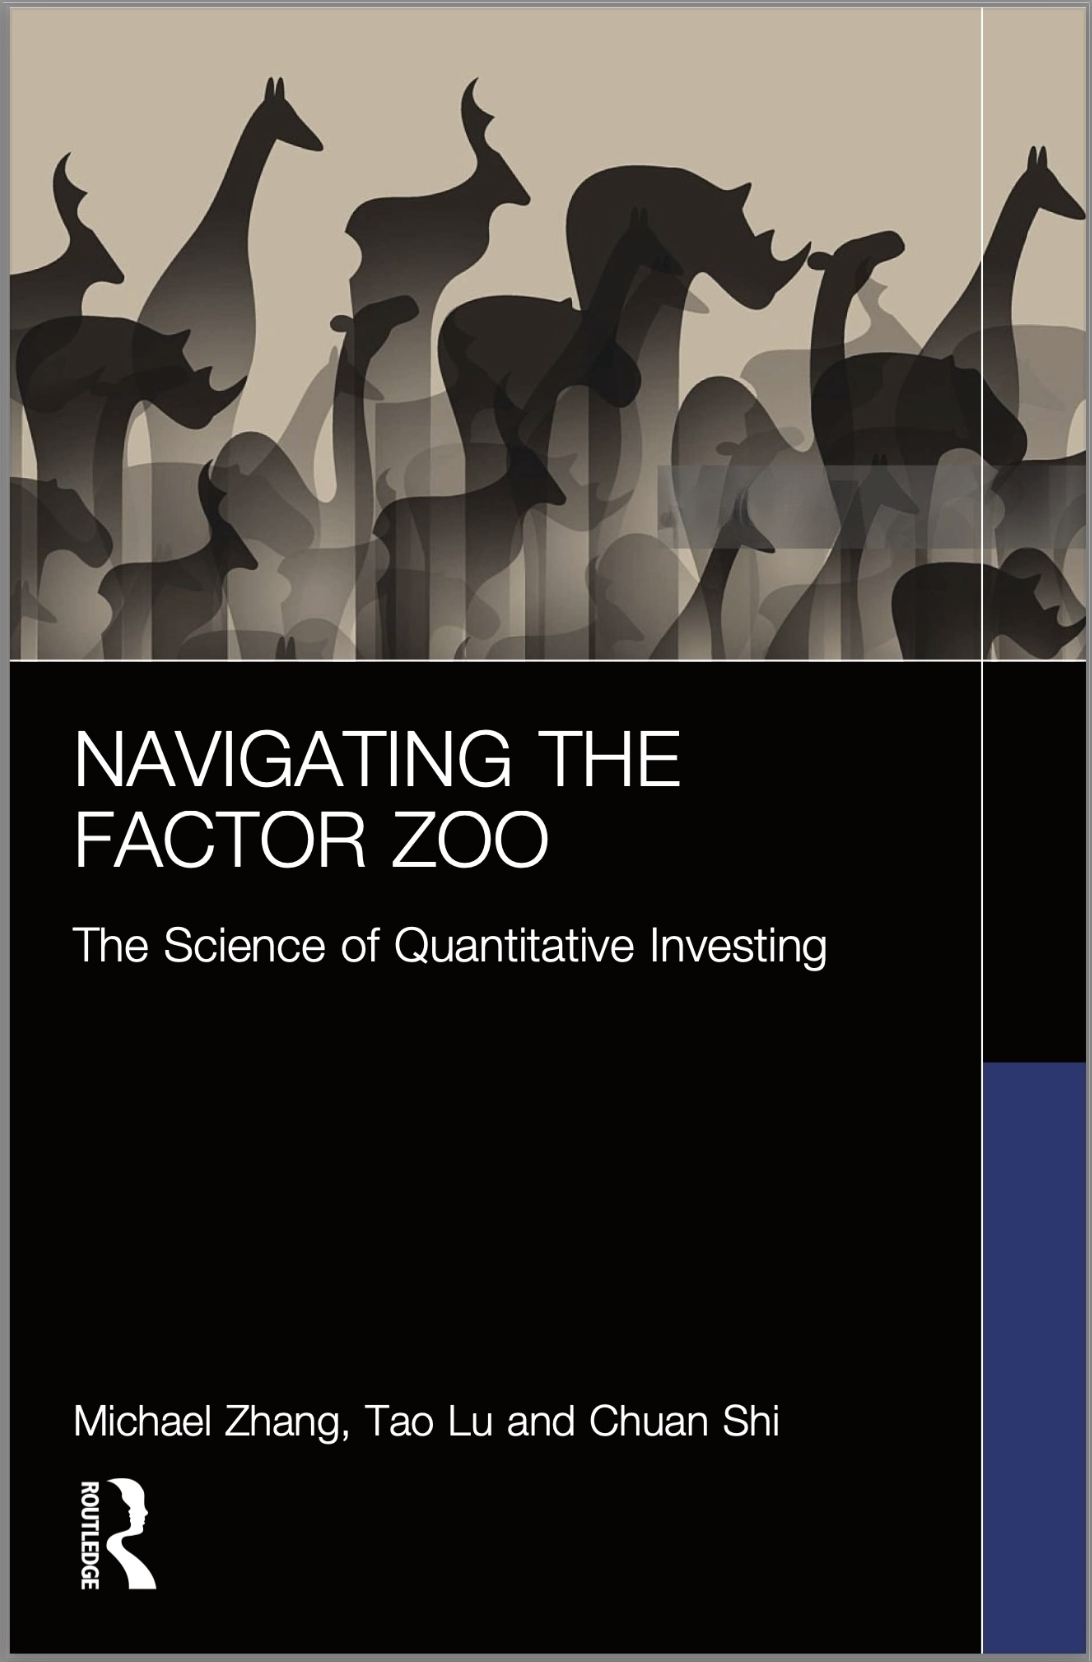 NAVIGATING THE
FACTOR ZOO
The Science of Quantitative Investing
Michael Zhang, Tao Lu and Chuan Shi
ROUTLEDGE